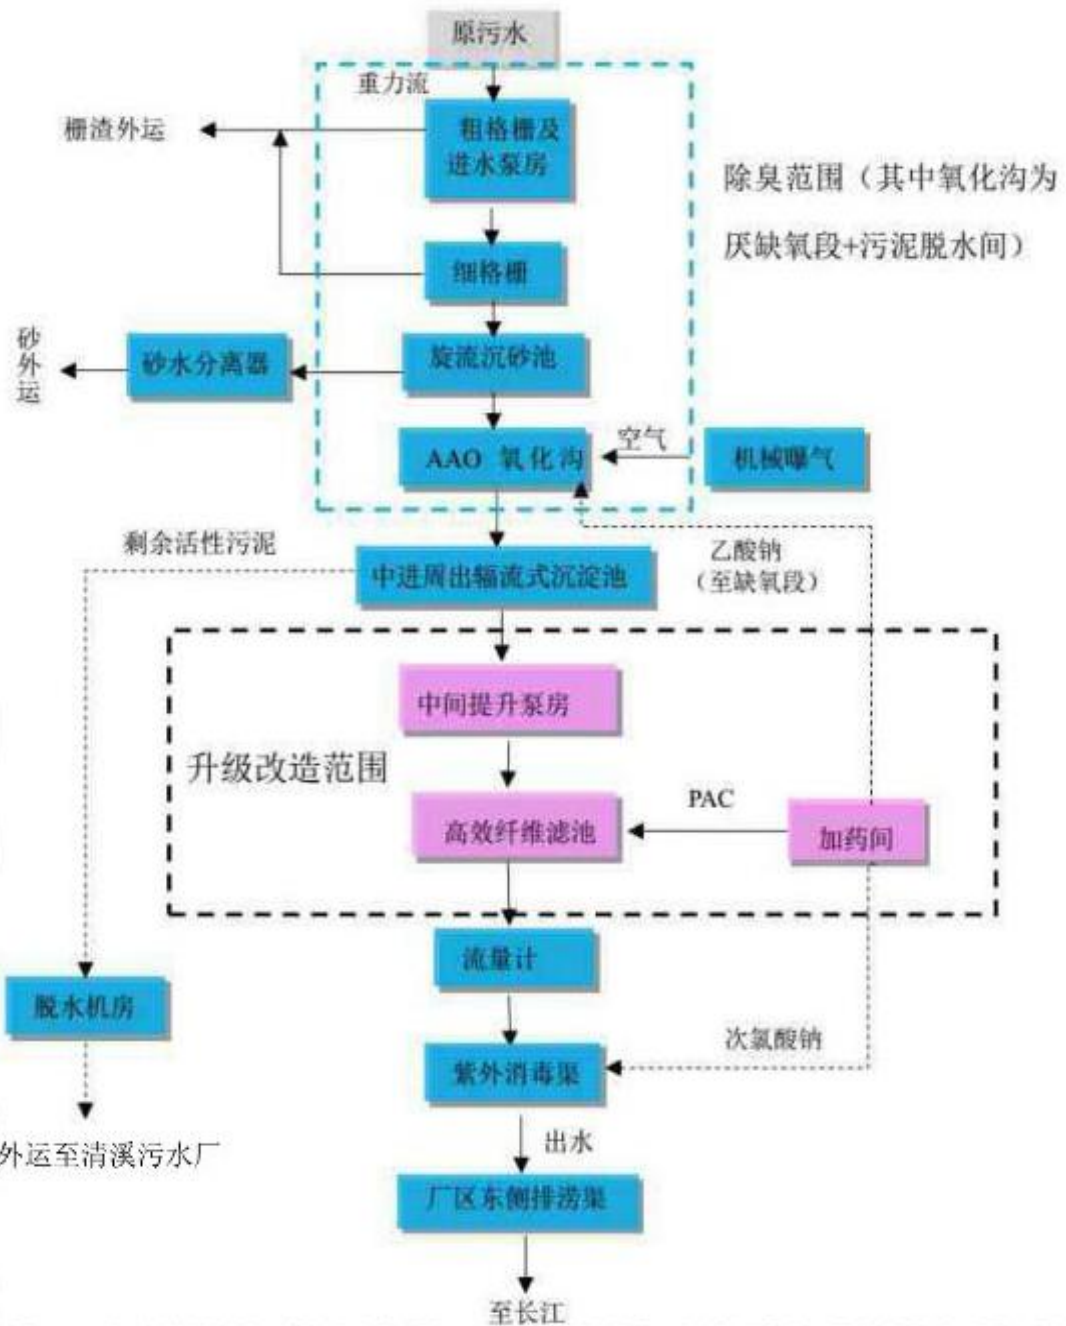 原污水
重力流
栅渣外运
粗格栅及
进水泵房
除臭范围（其中氧化沟为
厌缺氧段+污泥脱水间）
细格栅
砂外运
砂水分离器
旋流沉砂池
空气
AAO 氧化沟
机械曝气
剩余活性污泥
乙酸钠
（至缺氧段）
中进周出辐流式沉淀池
中间提升泵房
升级改造范围
PAC
高效纤维滤池
加药间
流量计
脱水机房
次氯酸钠
紫外消毒渠
出水
外运至清溪污水厂
厂区东侧排涝渠
至长江